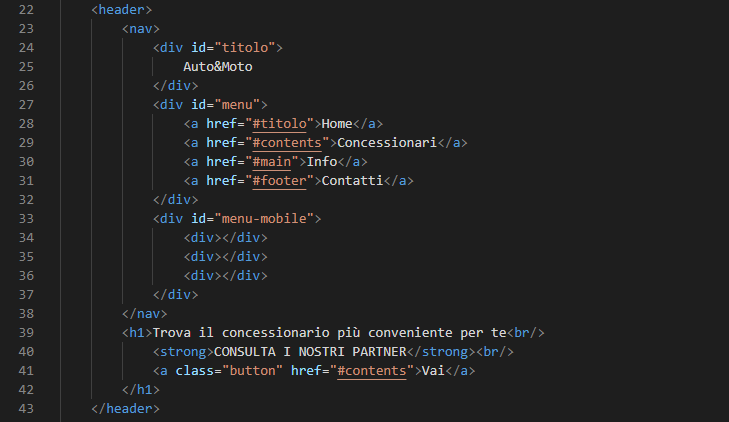 22 <header>
23 <nav>
24 <div id="titolo">
25 Auto&Moto
26 </div>
27 <div id="menu">
28 <a href="#titolo">Home</a>
29 <a href="#contents">Concessionari</a>
30 <a href="#main">Info</a>
31 <a href="#footer">Contatti</a>
32 </div>
33 <div id="menu-mobile">
34 <div></div>
35 <div></div>
36 <div></div>
37 </div>
38 </nav>
39 <h1>Trova il concessionario più conveniente per te<br/>
40 <strong>CONSULTA I NOSTRI PARTNER</strong><br/>
41 <a class="button" href="#contents">Vai</a>
42 </h1>
43 </header>